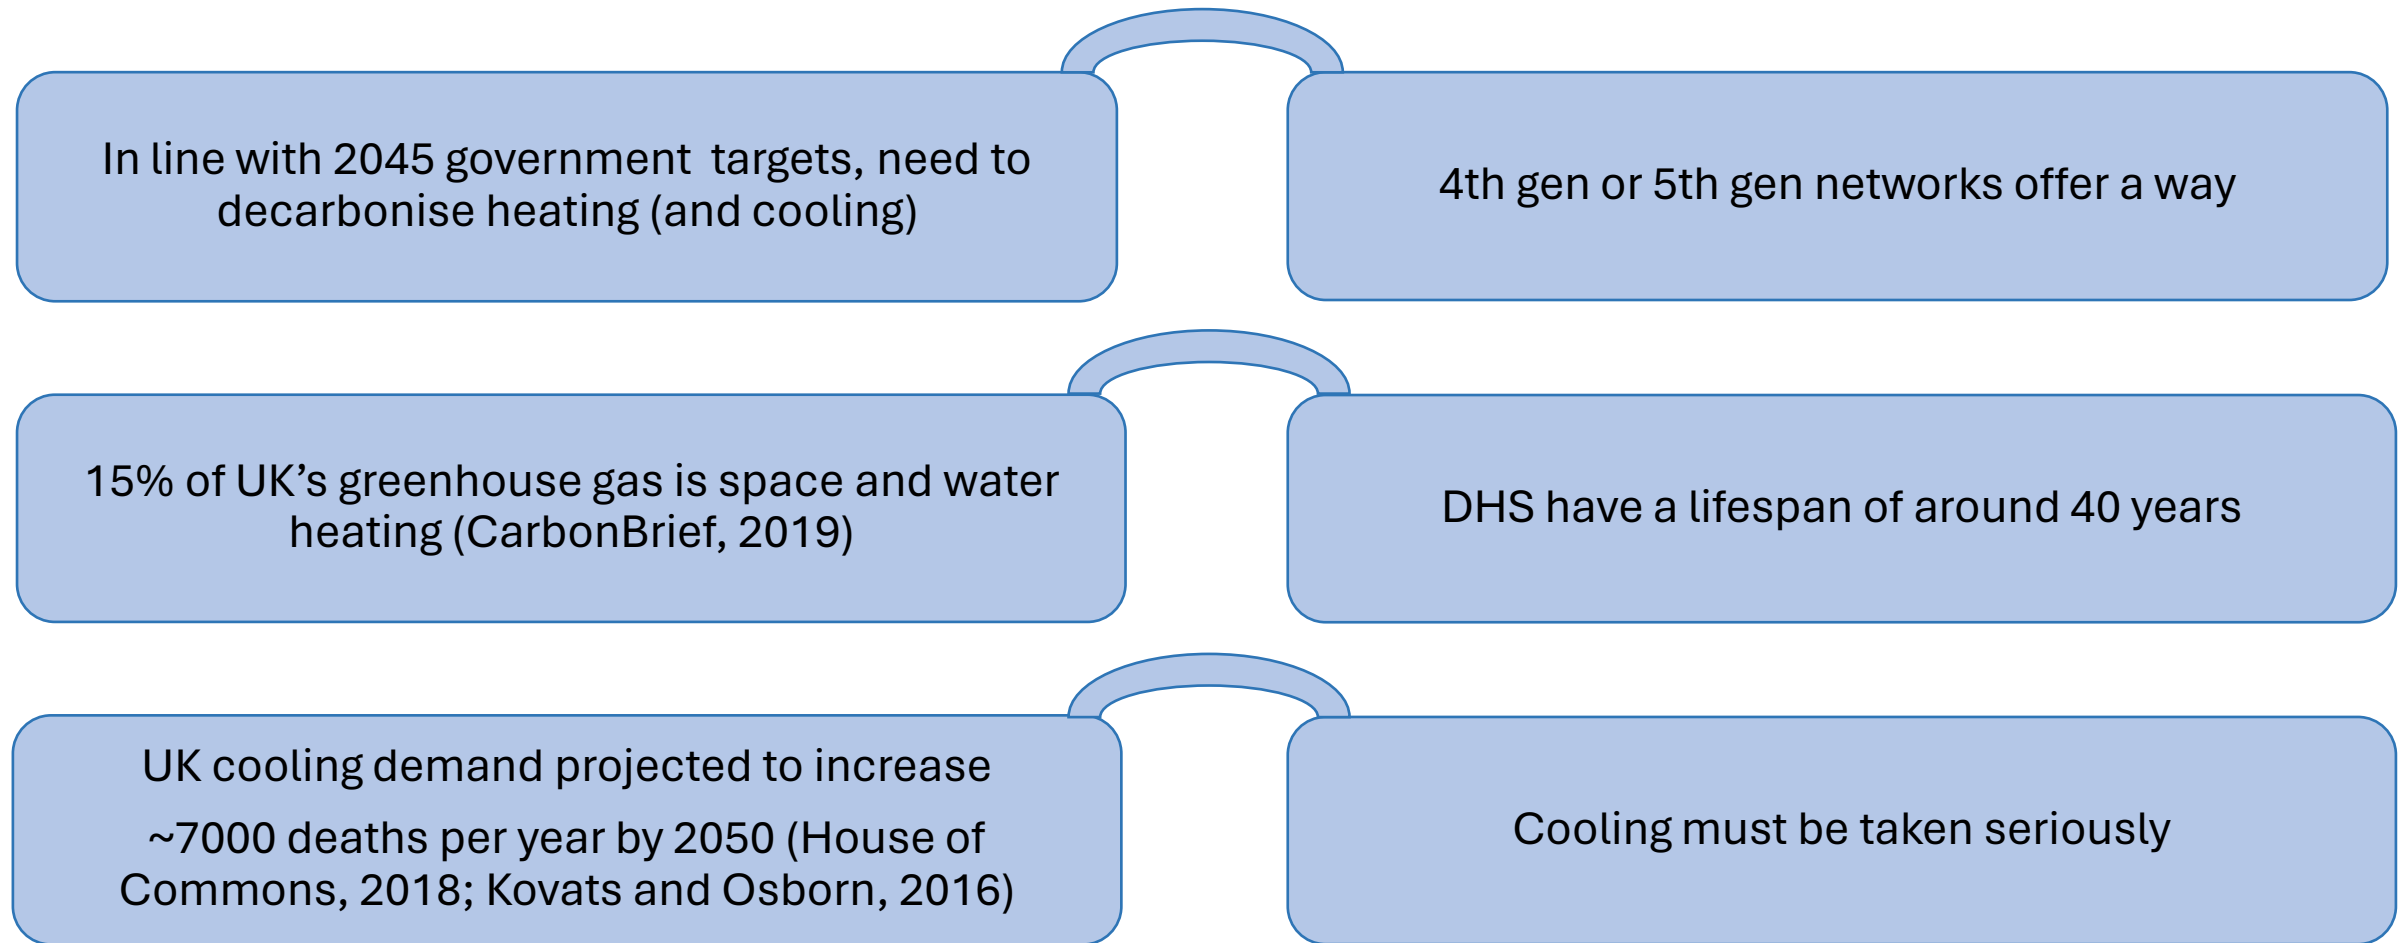 In line with 2045 government  targets, need to
decarbonise heating (and cooling)
4th gen or 5th gen networks offer a way
15% of UK’s greenhouse gas is space and water
heating (CarbonBrief, 2019)
DHS have a lifespan of around 40 years
UK cooling demand projected to increase
~7000 deaths per year by 2050 (House of
Commons, 2018; Kovats and Osborn, 2016)
Cooling must be taken seriously